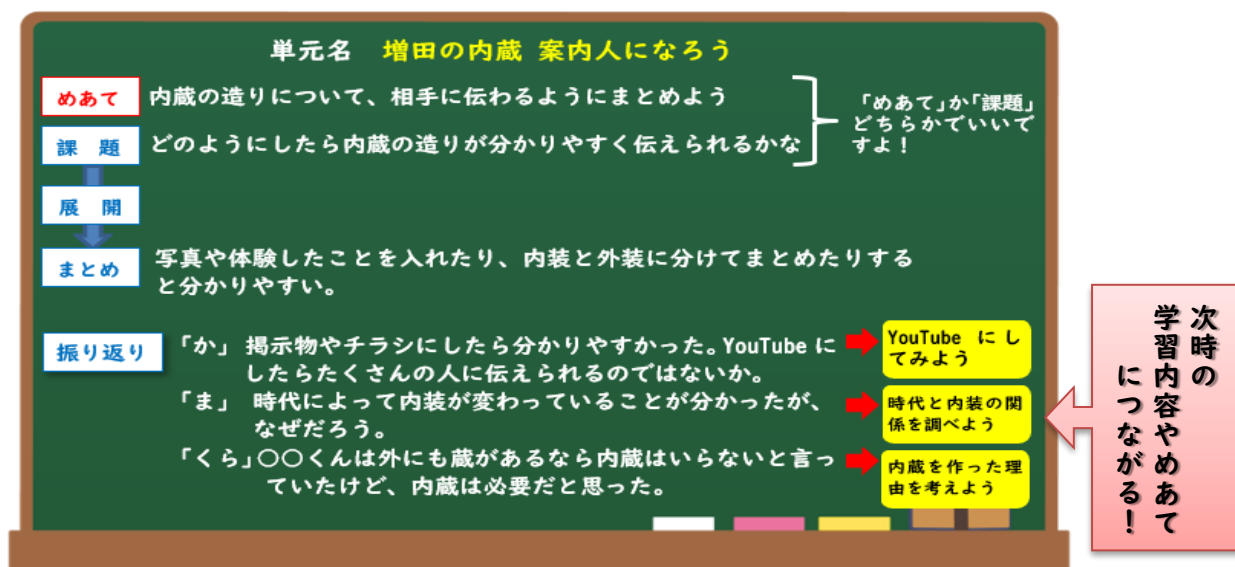 単元名　増田の内蔵 案内人になろう
めあて
内蔵の造りについて、相手に伝わるようにまとめよう
課　題
どのようにしたら内蔵の造りが分かりやすく伝えられるかな
「めあて」か「課題」
どちらかでいいで
すよ！
展　開
まとめ
写真や体験したことを入れたり、内装と外装に分けてまとめたりする
と分かりやすい。
振り返り
「か」 掲示物やチラシにしたら分かりやすかった。YouTube に
したらたくさんの人に伝えられるのではないか。
YouTube にし
てみよう
「ま」 時代によって内装が変わっていることが分かったが、
なぜだろう。
時代と内装の関
係を調べよう
「くら」〇〇くんは外にも蔵があるなら内蔵はいらないと言っ
ていたけど、内蔵は必要だと思った。
内蔵を作った理
由を考えよう
次時の
学習内容やめあて
につながる！